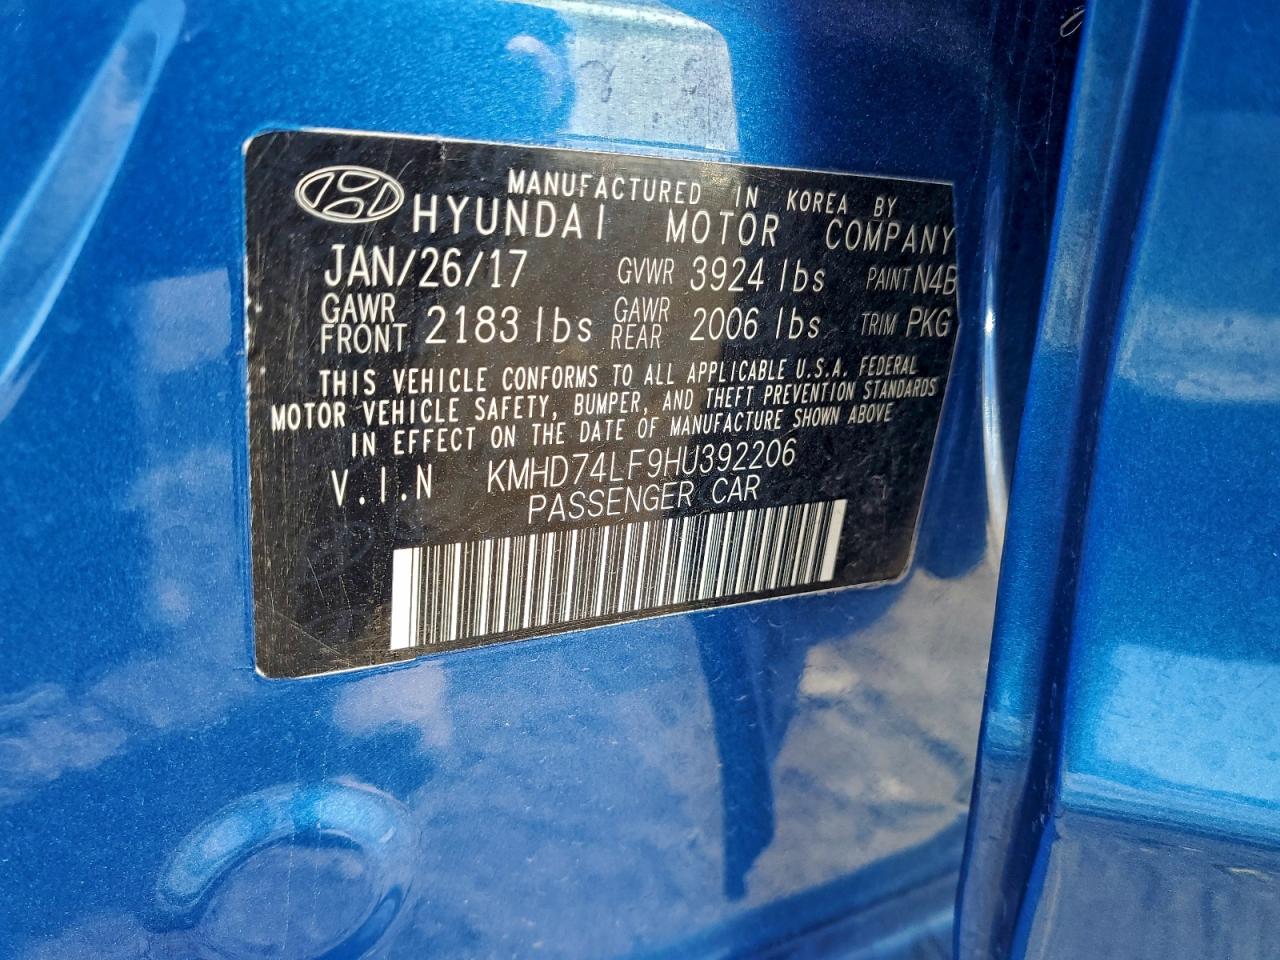 MANUFACTURED IN KOREA BY
HYUNDAI MOTOR COMPANY
JAN/26/17 GVWR 3924 lbs PAINT N4B
GAWR FRONT 2183 lbs GAWR REAR 2006 lbs TRIM PKG
THIS VEHICLE CONFORMS TO ALL APPLICABLE U.S.A. FEDERAL
MOTOR VEHICLE SAFETY, BUMPER, AND THEFT PREVENTION STANDARDS
IN EFFECT ON THE DATE OF MANUFACTURE SHOWN ABOVE
V.I.N KMHD74LF9HU392206
PASSENGER CAR